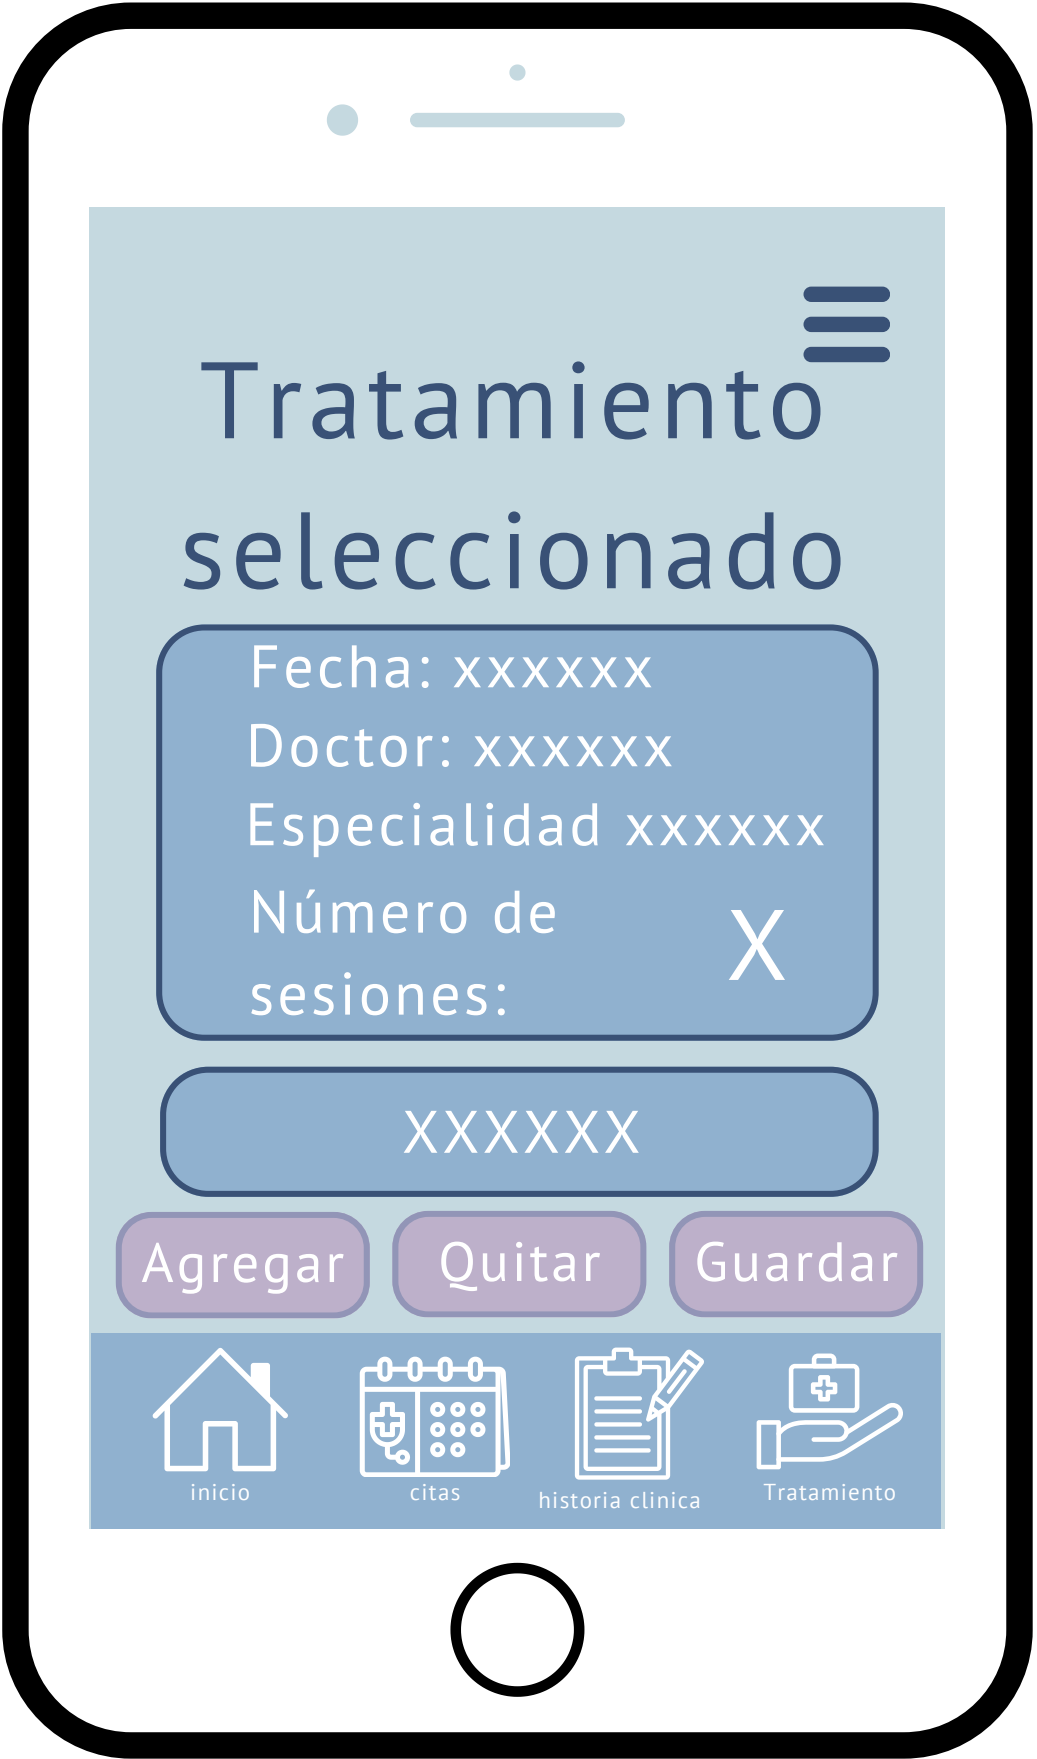 Tratamiento
seleccionado
Fecha: xxxxxx
Doctor: xxxxxx
Especialidad xxxxxx
Número de
sesiones:
X
XXXXXX
Agregar
Quitar
Guardar
inicio
citas
historia clinica
Tratamiento